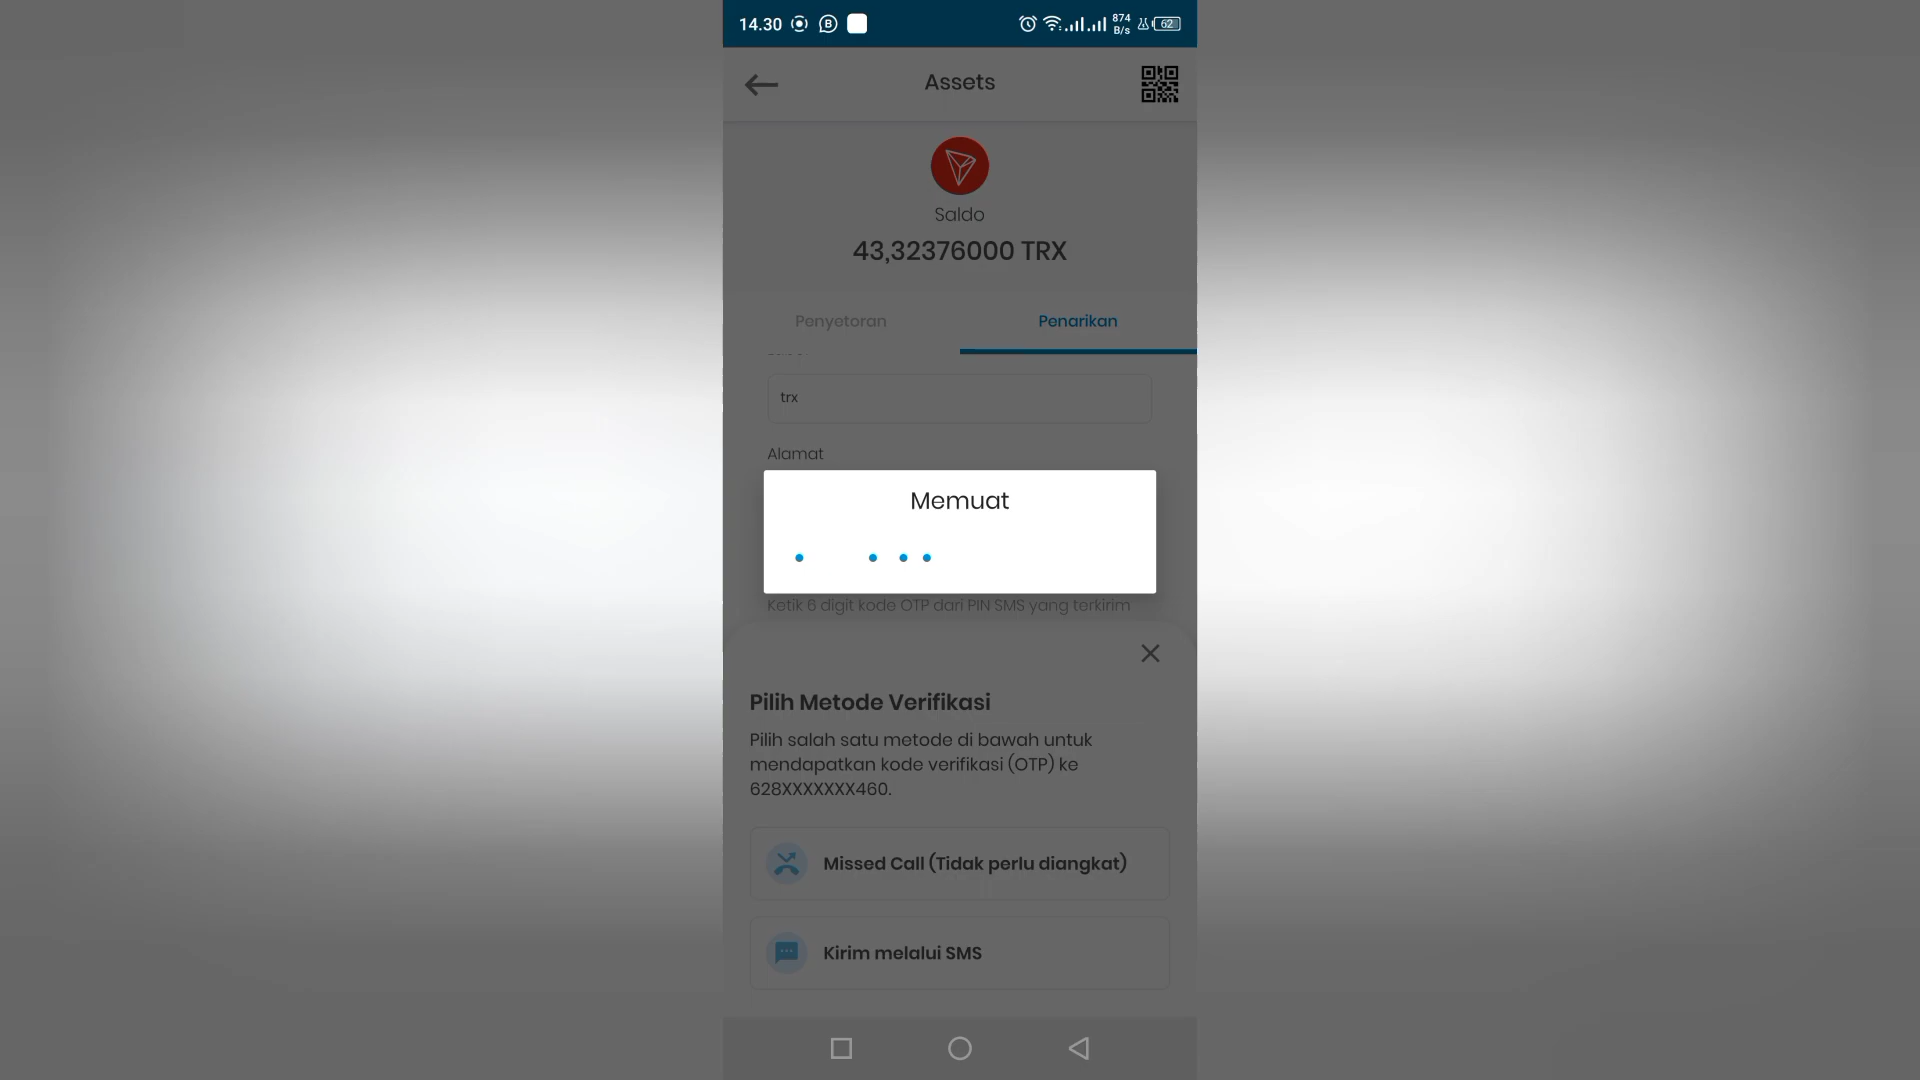 14.30
874
B/s
62
Assets
Saldo
43,32376000 TRX
Penyetoran
Penarikan
trx
Alamat
Memuat
Ketik 6 digit kode OTP dari PIN SMS yang terkirim
Pilih Metode Verifikasi
Pilih salah satu metode di bawah untuk
mendapatkan kode verifikasi (OTP) ke
628XXXXXXX460.
Missed Call (Tidak perlu diangkat)
Kirim melalui SMS